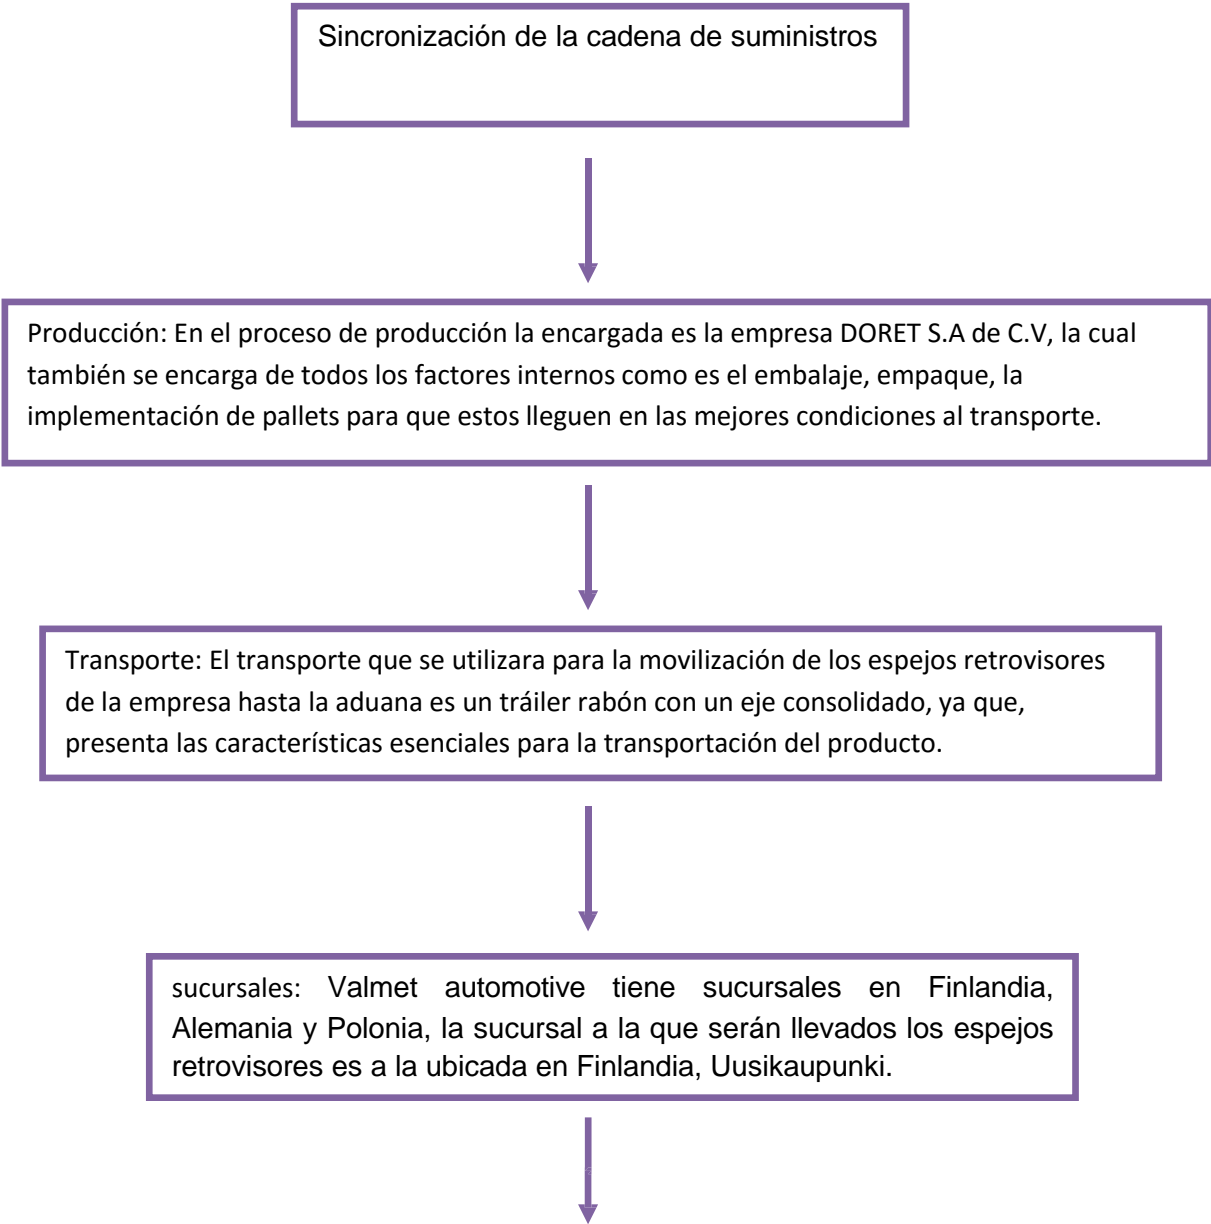 Sincronización de la cadena de suministros
Producción: En el proceso de producción la encargada es la empresa DORET S.A de C.V, la cual
también se encarga de todos los factores internos como es el embalaje, empaque, la
implementación de pallets para que estos lleguen en las mejores condiciones al transporte.
Transporte: El transporte que se utilizara para la movilización de los espejos retrovisores
de la empresa hasta la aduana es un tráiler rabón con un eje consolidado, ya que,
presenta las características esenciales para la transportación del producto.
sucursales: Valmet automotive tiene sucursales en Finlandia,
Alemania y Polonia, la sucursal a la que serán llevados los espejos
retrovisores es a la ubicada en Finlandia, Uusikaupunki.